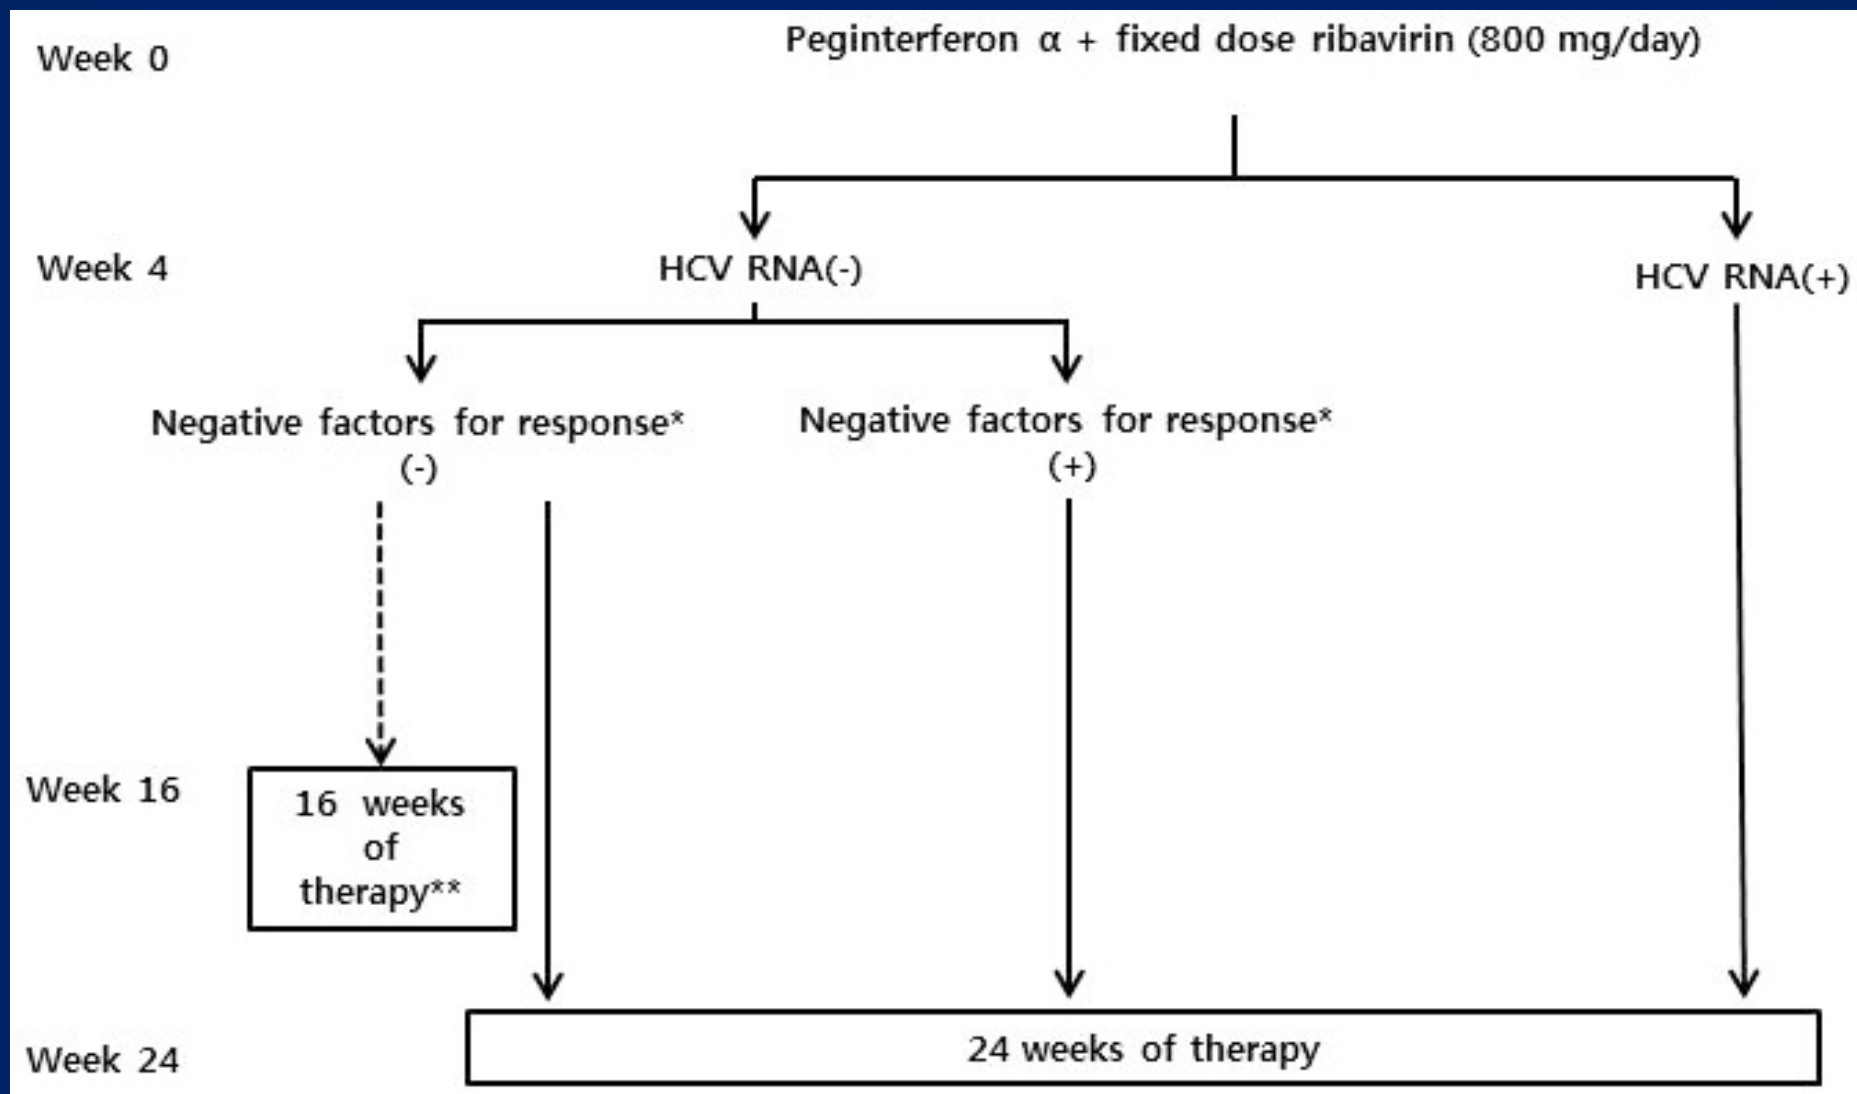 Week 0
Peginterferon α + fixed dose ribavirin (800 mg/day)
Week 4
HCV RNA(-)
HCV RNA(+)
Negative factors for response*
(-)
Negative factors for response*
(+)
Week 16
16 weeks
of
therapy**
Week 24
24 weeks of therapy